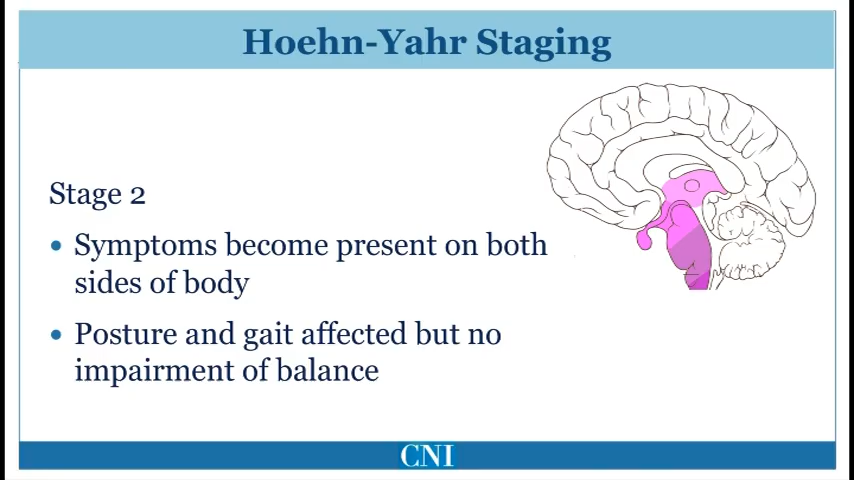 Hoehn-Yahr Staging
Stage 2
• Symptoms become present on both
sides of body
• Posture and gait affected but no
impairment of balance
CNI